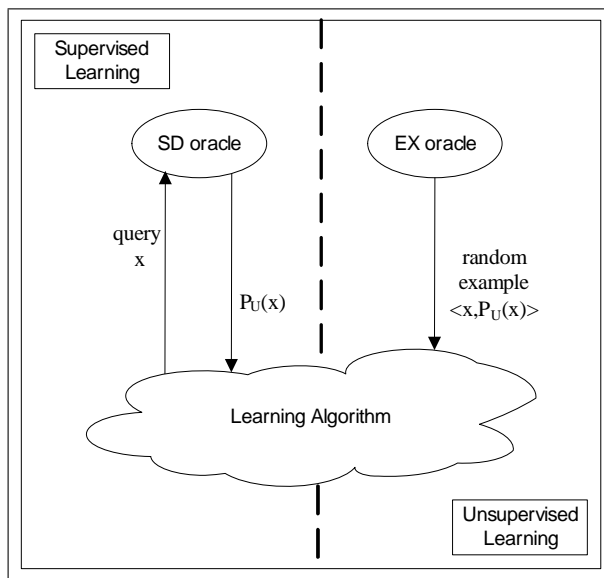 Supervised
Learning
SD oracle
EX oracle
query
x
P_U(x)
random
example
<x,P_U(x)>
Learning Algorithm
Unsupervised
Learning